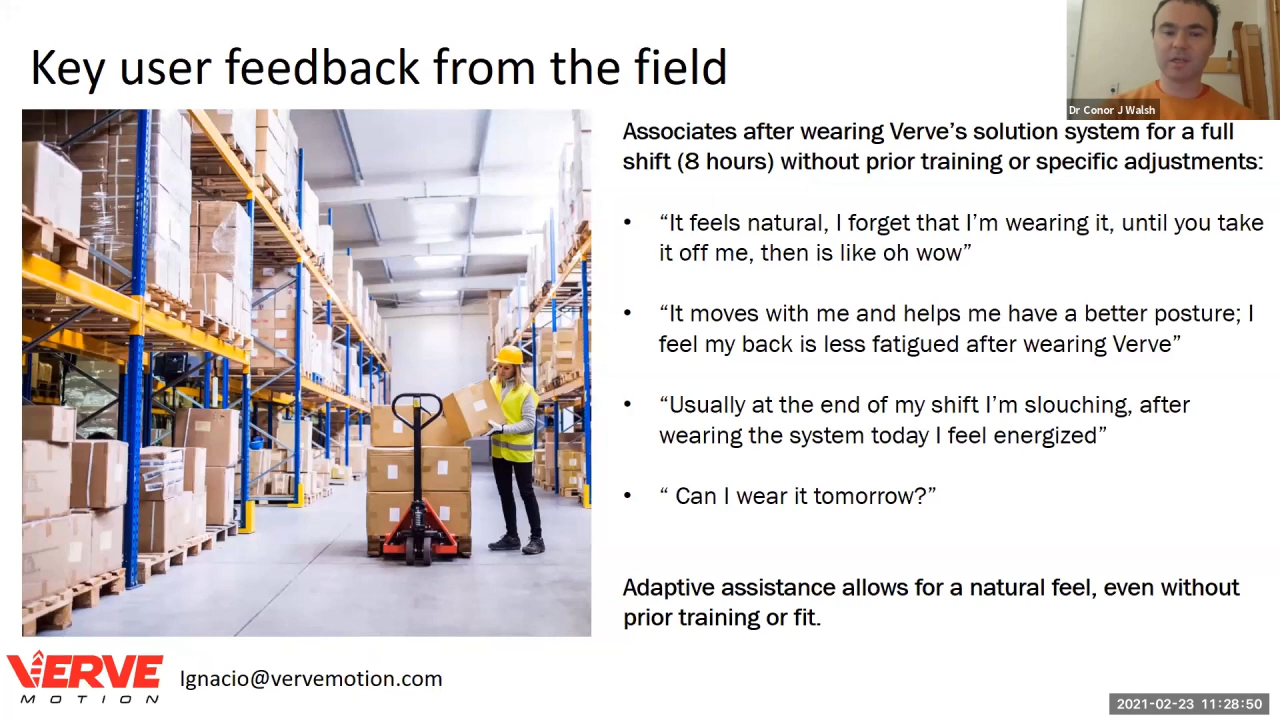 Key user feedback from the field
Dr Conor J Walsh
Associates after wearing Verve's solution system for a full
shift (8 hours) without prior training or specific adjustments:
• "It feels natural, I forget that I'm wearing it, until you take
it off me, then is like oh wow"
• "It moves with me and helps me have a better posture; I
feel my back is less fatigued after wearing Verve"
• "Usually at the end of my shift I'm slouching, after
wearing the system today I feel energized"
• " Can I wear it tomorrow?"
Adaptive assistance allows for a natural feel, even without
prior training or fit.
VERVE
MOTION
Ignacio@vervemotion.com
2021-02-23 11:28:50